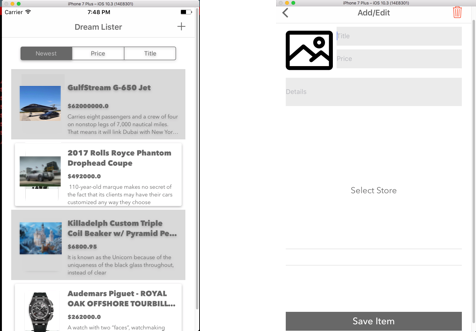 iPhone 7 Plus – iOS 10.3 (14E8301)
Carrier
7:48 PM
Dream Lister
+
Newest
Price
Title
GulfStream G-650 Jet
$62000000.0
Carries eight passengers and a crew of four
on nonstop legs of 7,000 nautical miles.
That means it will link Dubai with New Yor...
2017 Rolls Royce Phantom
Drophead Coupe
$492000.0
110-year-old marque makes no secret of
the fact that its clients may have their cars
customized any way they choose
Killadelph Custom Triple
Coil Beaker w/ Pyramid Pe...
$6800.95
It is known as the Unicorn because of the
uniqueness of the black glass throughout.
instead of clear
Audemars Piguet - ROYAL
OAK OFFSHORE TOURBILL...
$262000.0
A watch with two "faces", watchmaking
iPhone 7 Plus – iOS 10.3 (14E8301)
Add/Edit
Title
Price
Details
Select Store
Save Item